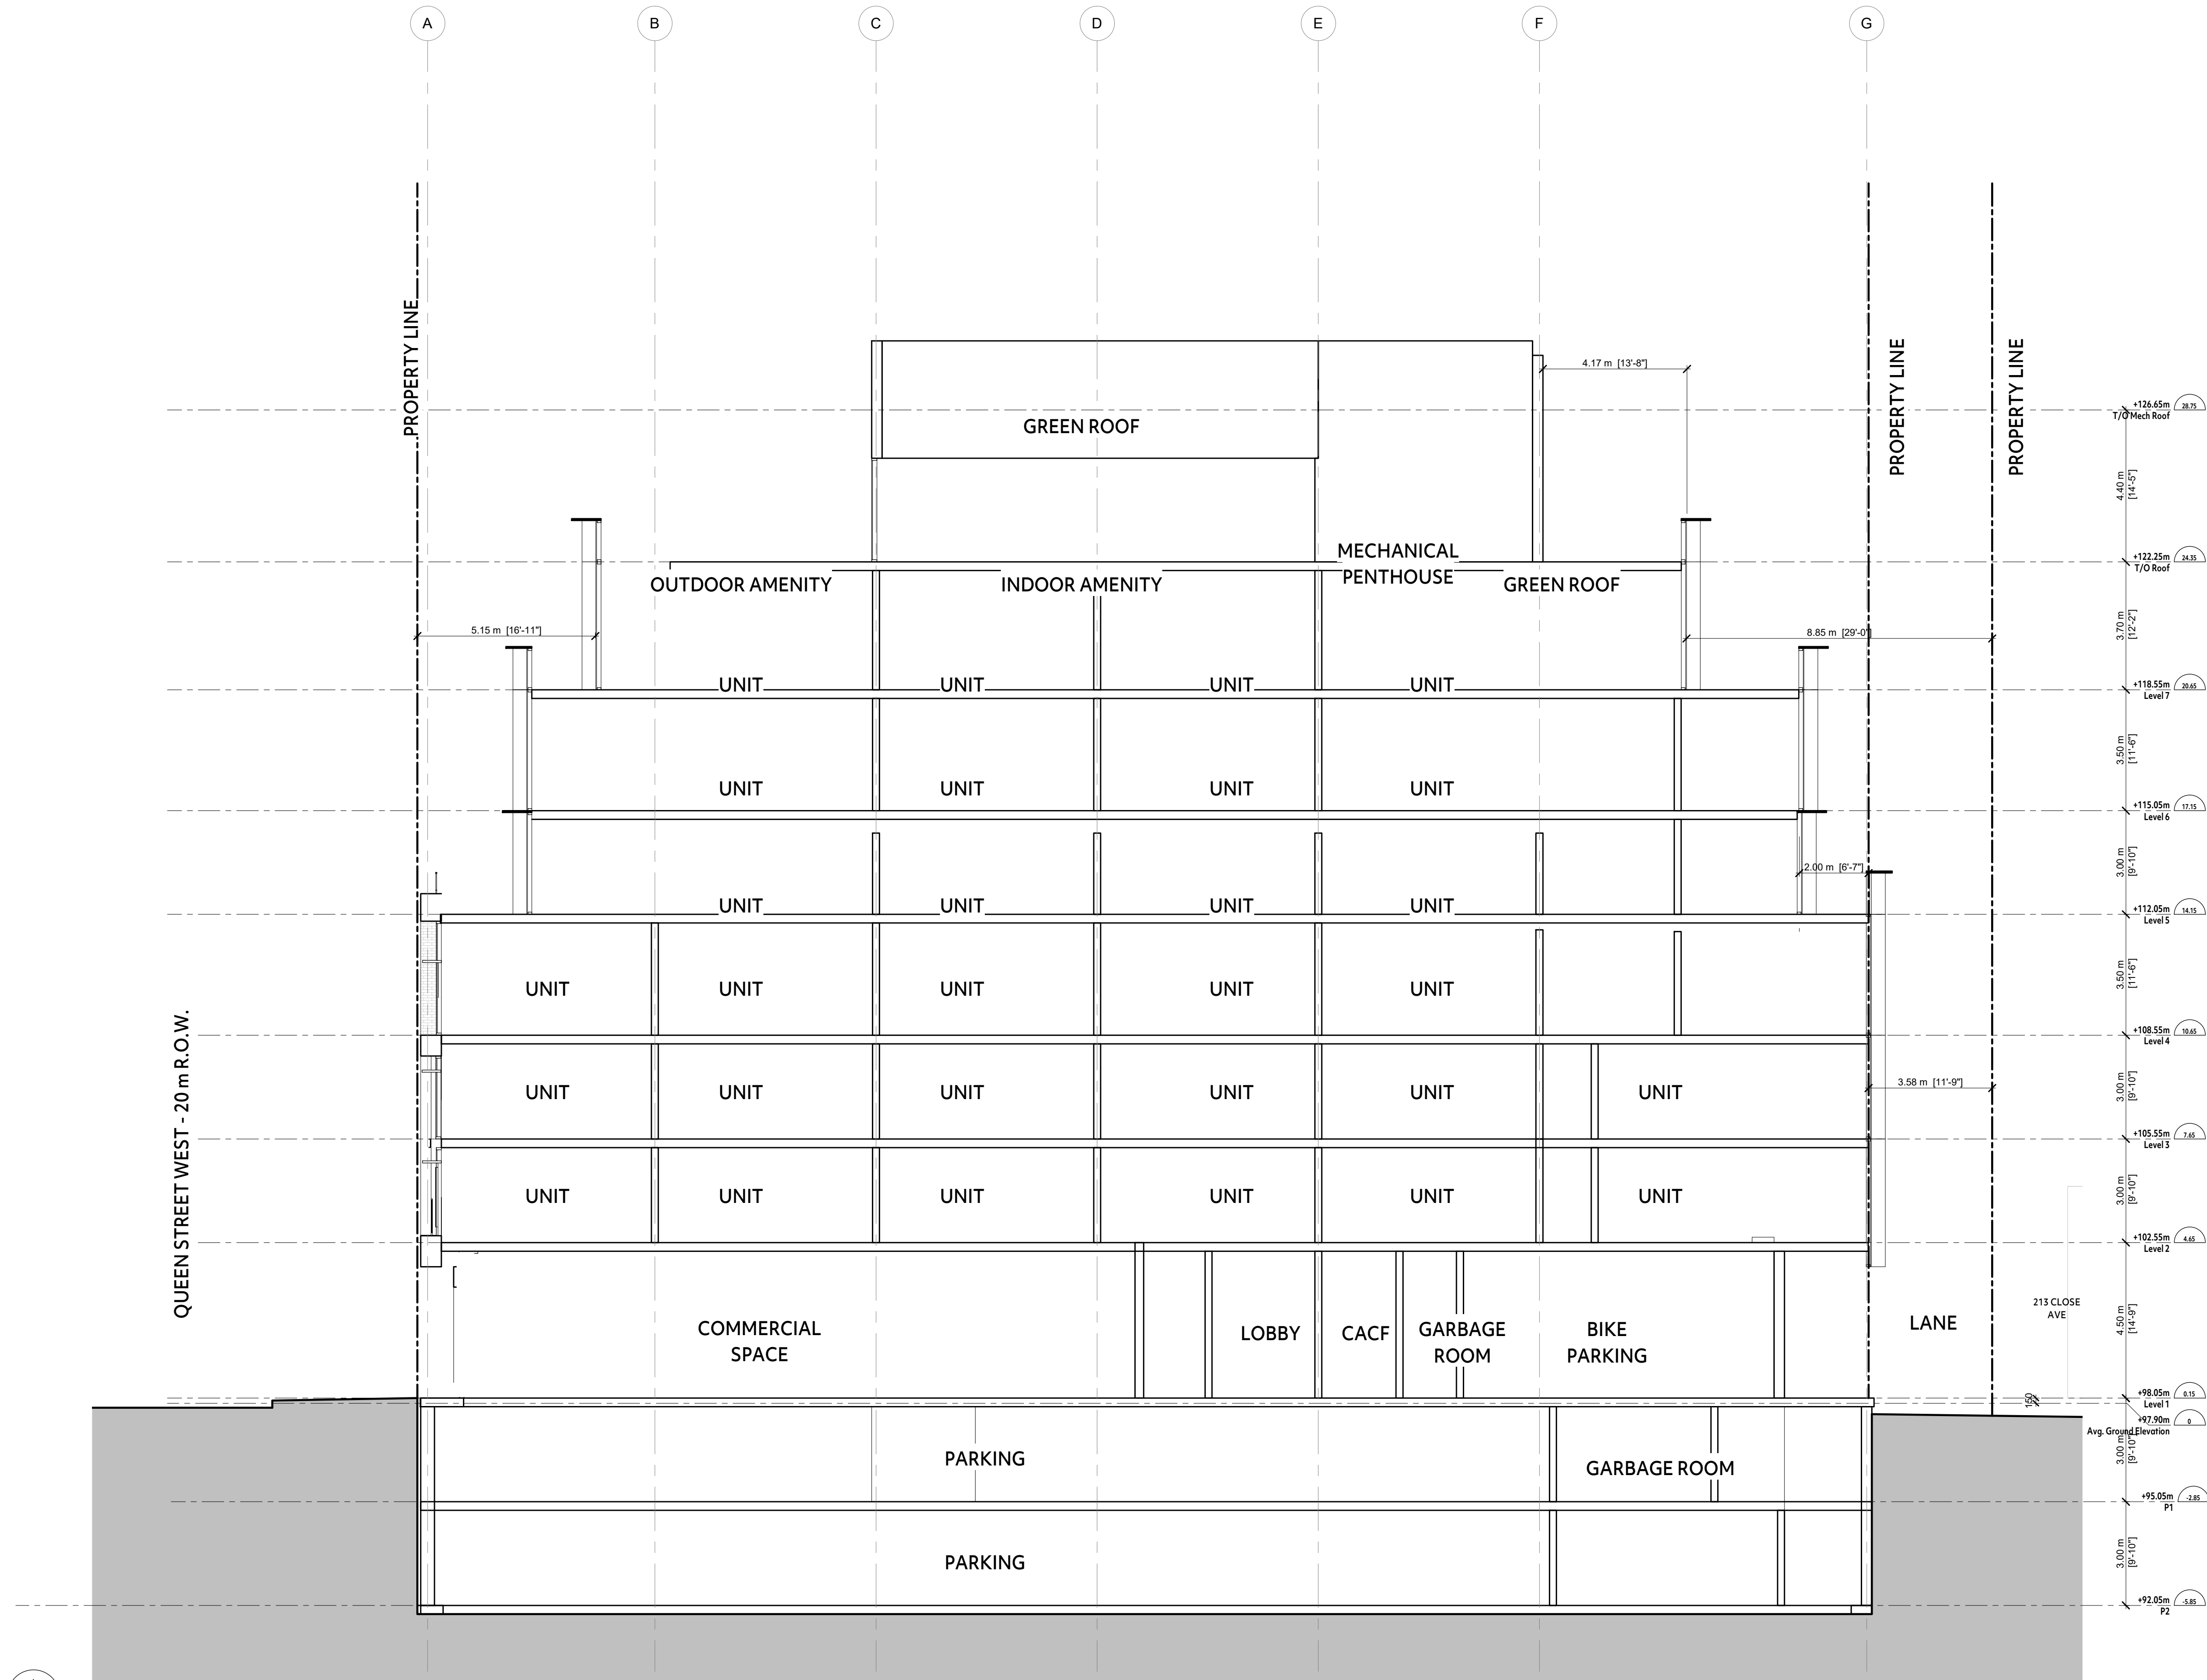 A B C D E F G
PROPERTY LINE
PROPERTY LINE
PROPERTY LINE
4.17 m [13'-8"]
+126.65m 28.75
T/O Mech Roof
GREEN ROOF
4.40 m
[14'-5"]
MECHANICAL
PENTHOUSE
+122.25m 24.35
T/O Roof
OUTDOOR AMENITY INDOOR AMENITY GREEN ROOF
5.15 m [16'-11"]
8.85 m [29'-0"]
3.70 m
[12'-2"]
UNIT UNIT UNIT UNIT
+118.55m 20.65
Level 7
3.50 m
[11'-6"]
UNIT UNIT UNIT UNIT
+115.05m 17.15
Level 6
2.00 m [6'-7"]
3.00 m
[9'-10"]
UNIT UNIT UNIT UNIT
+112.05m 14.15
Level 5
3.50 m
[11'-6"]
UNIT UNIT UNIT UNIT UNIT
+108.55m 10.65
Level 4
QUEEN STREET WEST - 20 m R.O.W.
3.58 m [11'-9"]
3.00 m
[9'-10"]
UNIT UNIT UNIT UNIT UNIT UNIT
+105.55m 7.65
Level 3
3.00 m
[9'-10"]
UNIT UNIT UNIT UNIT UNIT UNIT
+102.55m 4.65
Level 2
213 CLOSE
AVE
4.50 m
[14'-9"]
COMMERCIAL
SPACE
LOBBY
CACF
GARBAGE
ROOM
BIKE
PARKING
LANE
+98.05m 0.15
Level 1
150
+97.90m 0
Avg. Ground Elevation
3.00 m
[9'-10"]
PARKING
GARBAGE ROOM
+95.05m -2.85
P1
3.00 m
[9'-10"]
PARKING
+92.05m -5.85
P2